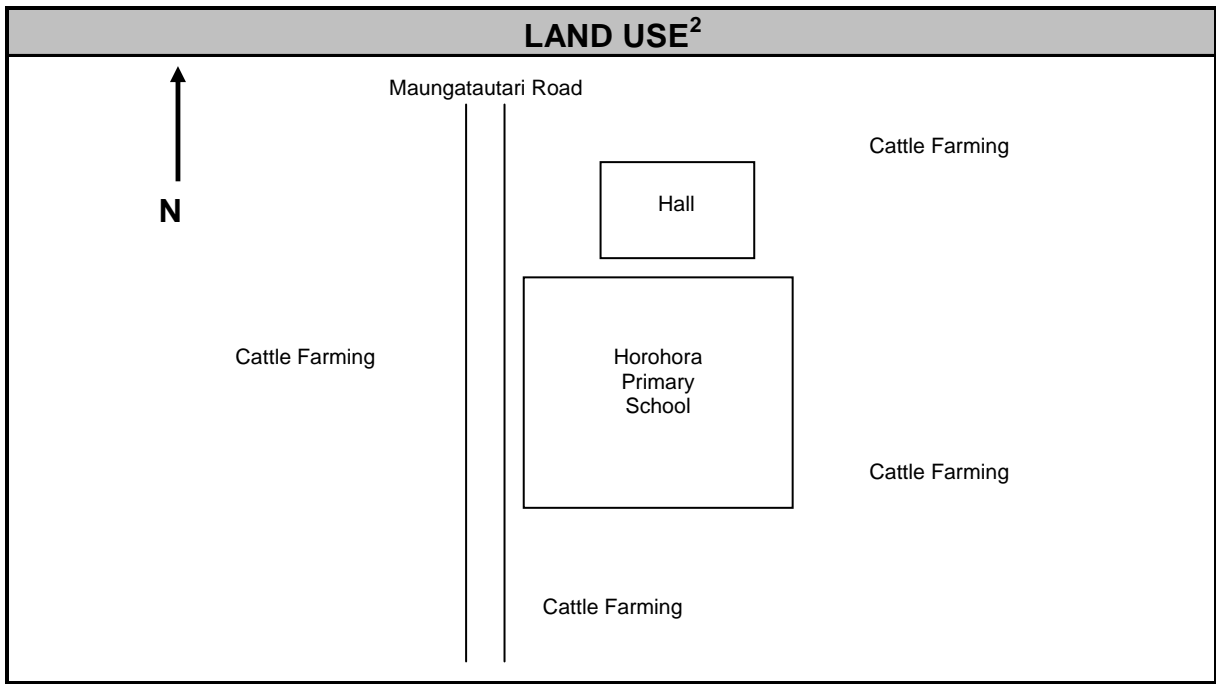 LAND USE²
Maungatautari Road
Cattle Farming
N
Hall
Cattle Farming
Horohora
Primary
School
Cattle Farming
Cattle Farming